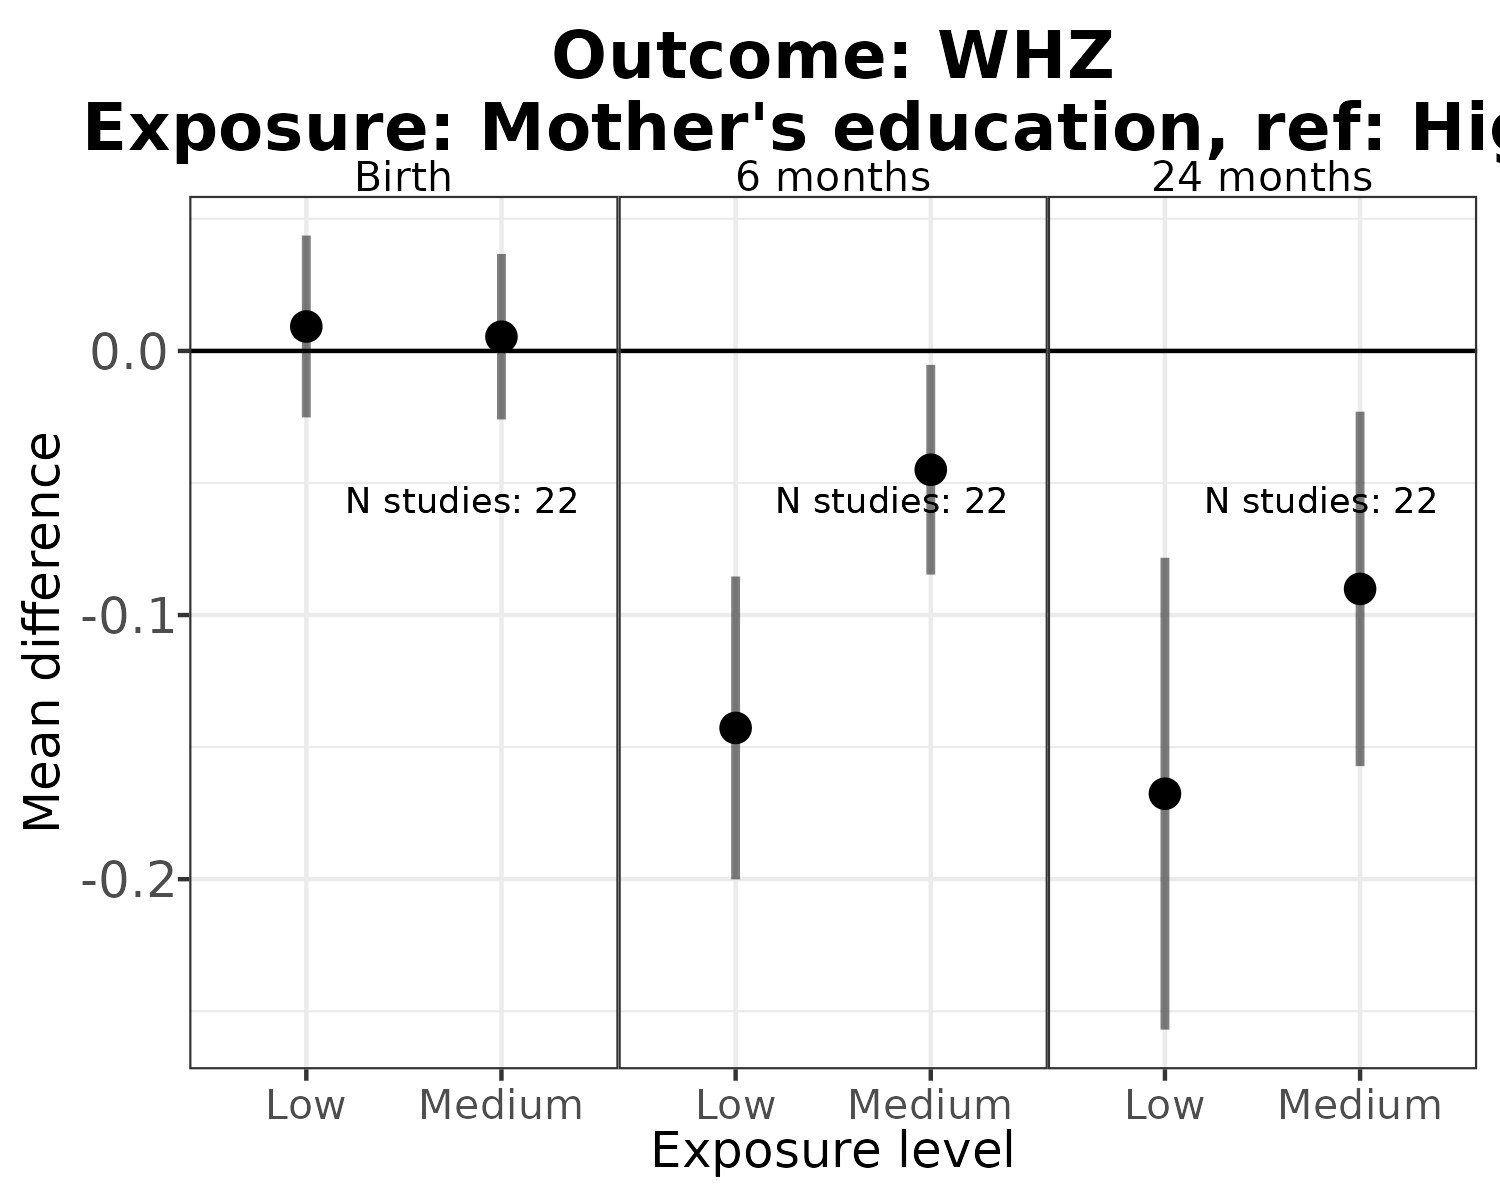 Outcome: WHZ
Exposure: Mother's education, ref: Hig
Birth 6 months 24 months
0.0
N studies: 22 N studies: 22 N studies: 22
-0.1
-0.2
Mean difference
Low Medium Low Medium Low Medium
Exposure level